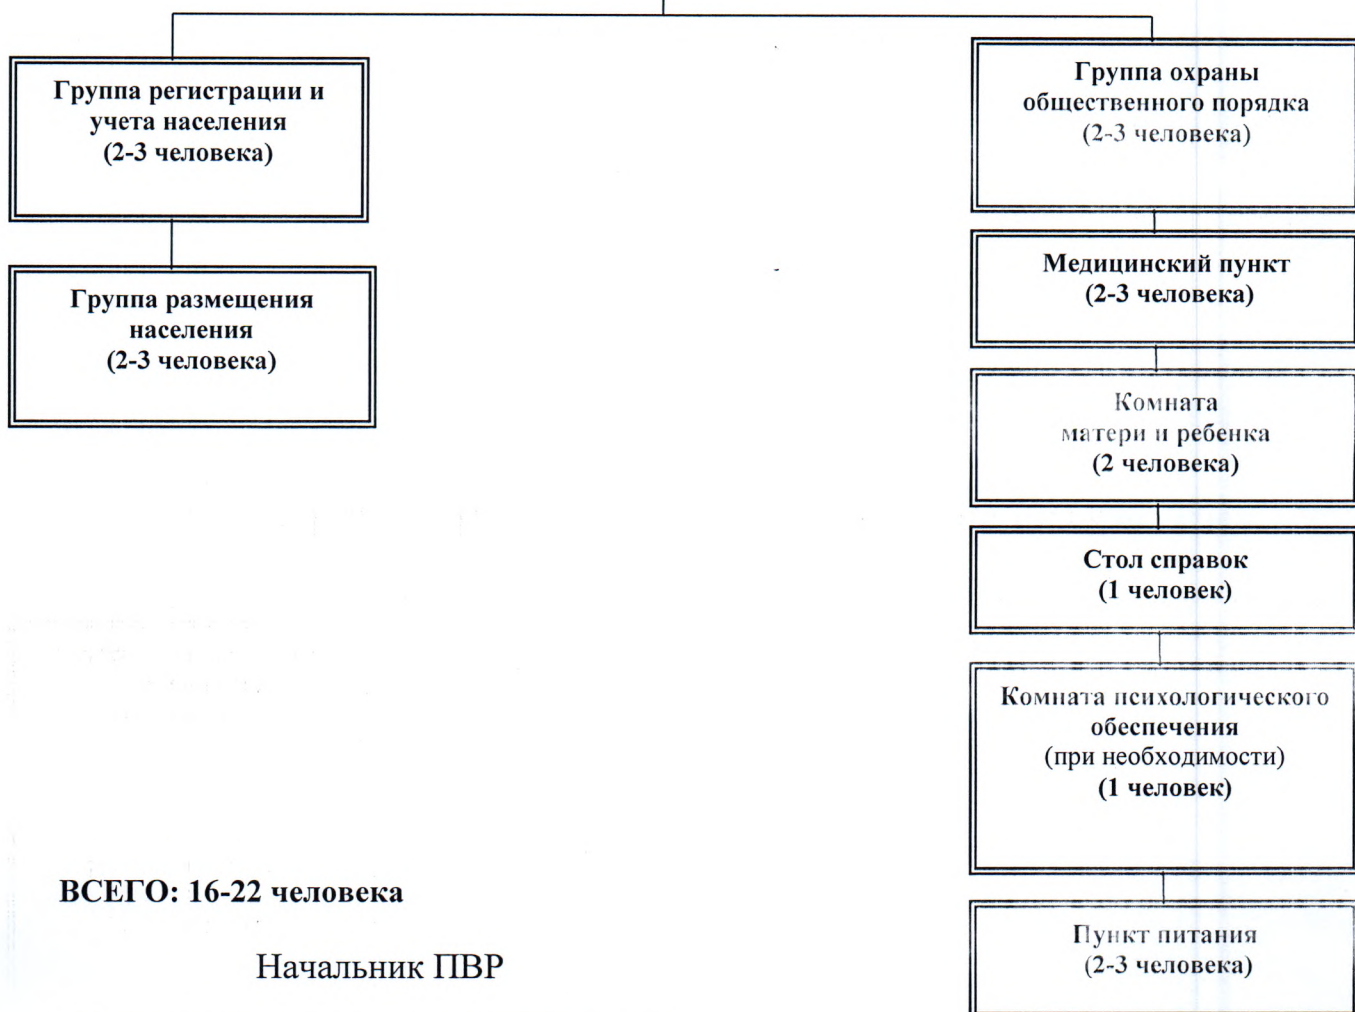 Группа регистрации и
учета населения
(2-3 человека)
Группа размещения
населения
(2-3 человека)
Группа охраны
общественного порядка
(2-3 человека)
Медицинский пункт
(2-3 человека)
Комната
матери и ребенка
(2 человека)
Стол справок
(1 человек)
Комната психологического
обеспечения
(при необходимости)
(1 человек)
Пункт питания
(2-3 человека)
ВСЕГО: 16-22 человека
Начальник ПВР